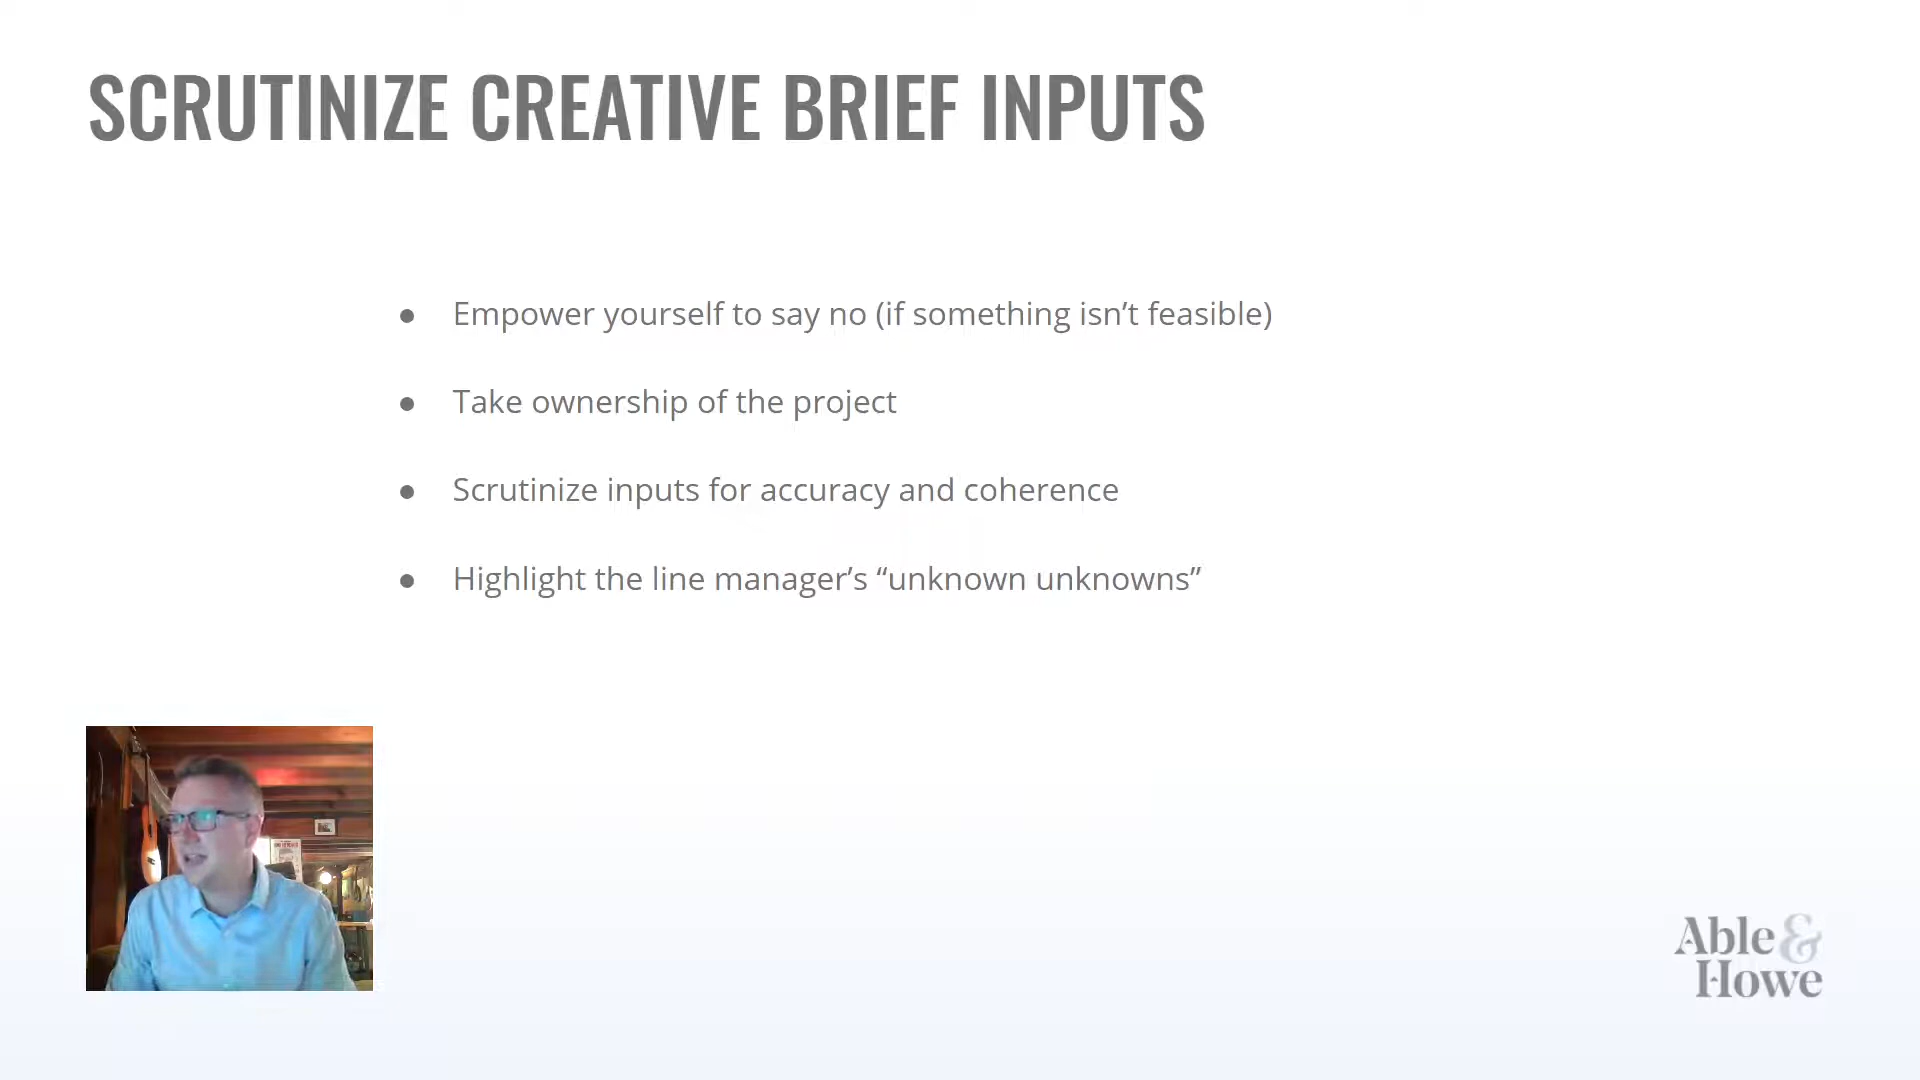 SCRUTINIZE CREATIVE BRIEF INPUTS
● Empower yourself to say no (if something isn’t feasible)
● Take ownership of the project
● Scrutinize inputs for accuracy and coherence
● Highlight the line manager’s “unknown unknowns”
Able &
Howe